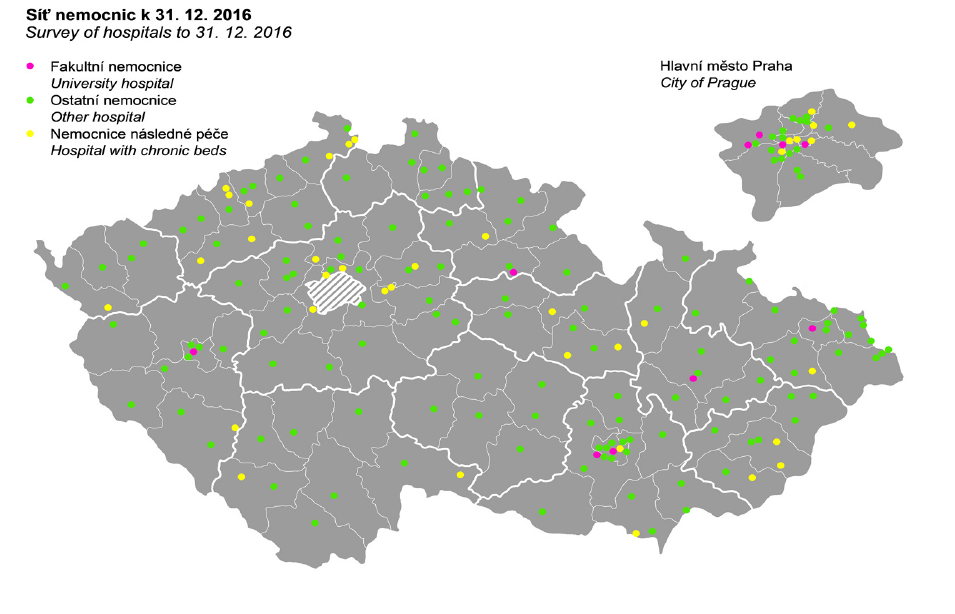 Síť nemocnic k 31. 12. 2016
Survey of hospitals to 31. 12. 2016
Fakultní nemocnice
University hospital
Ostatní nemocnice
Other hospital
Nemocnice následné péče
Hospital with chronic beds
Hlavní město Praha
City of Prague